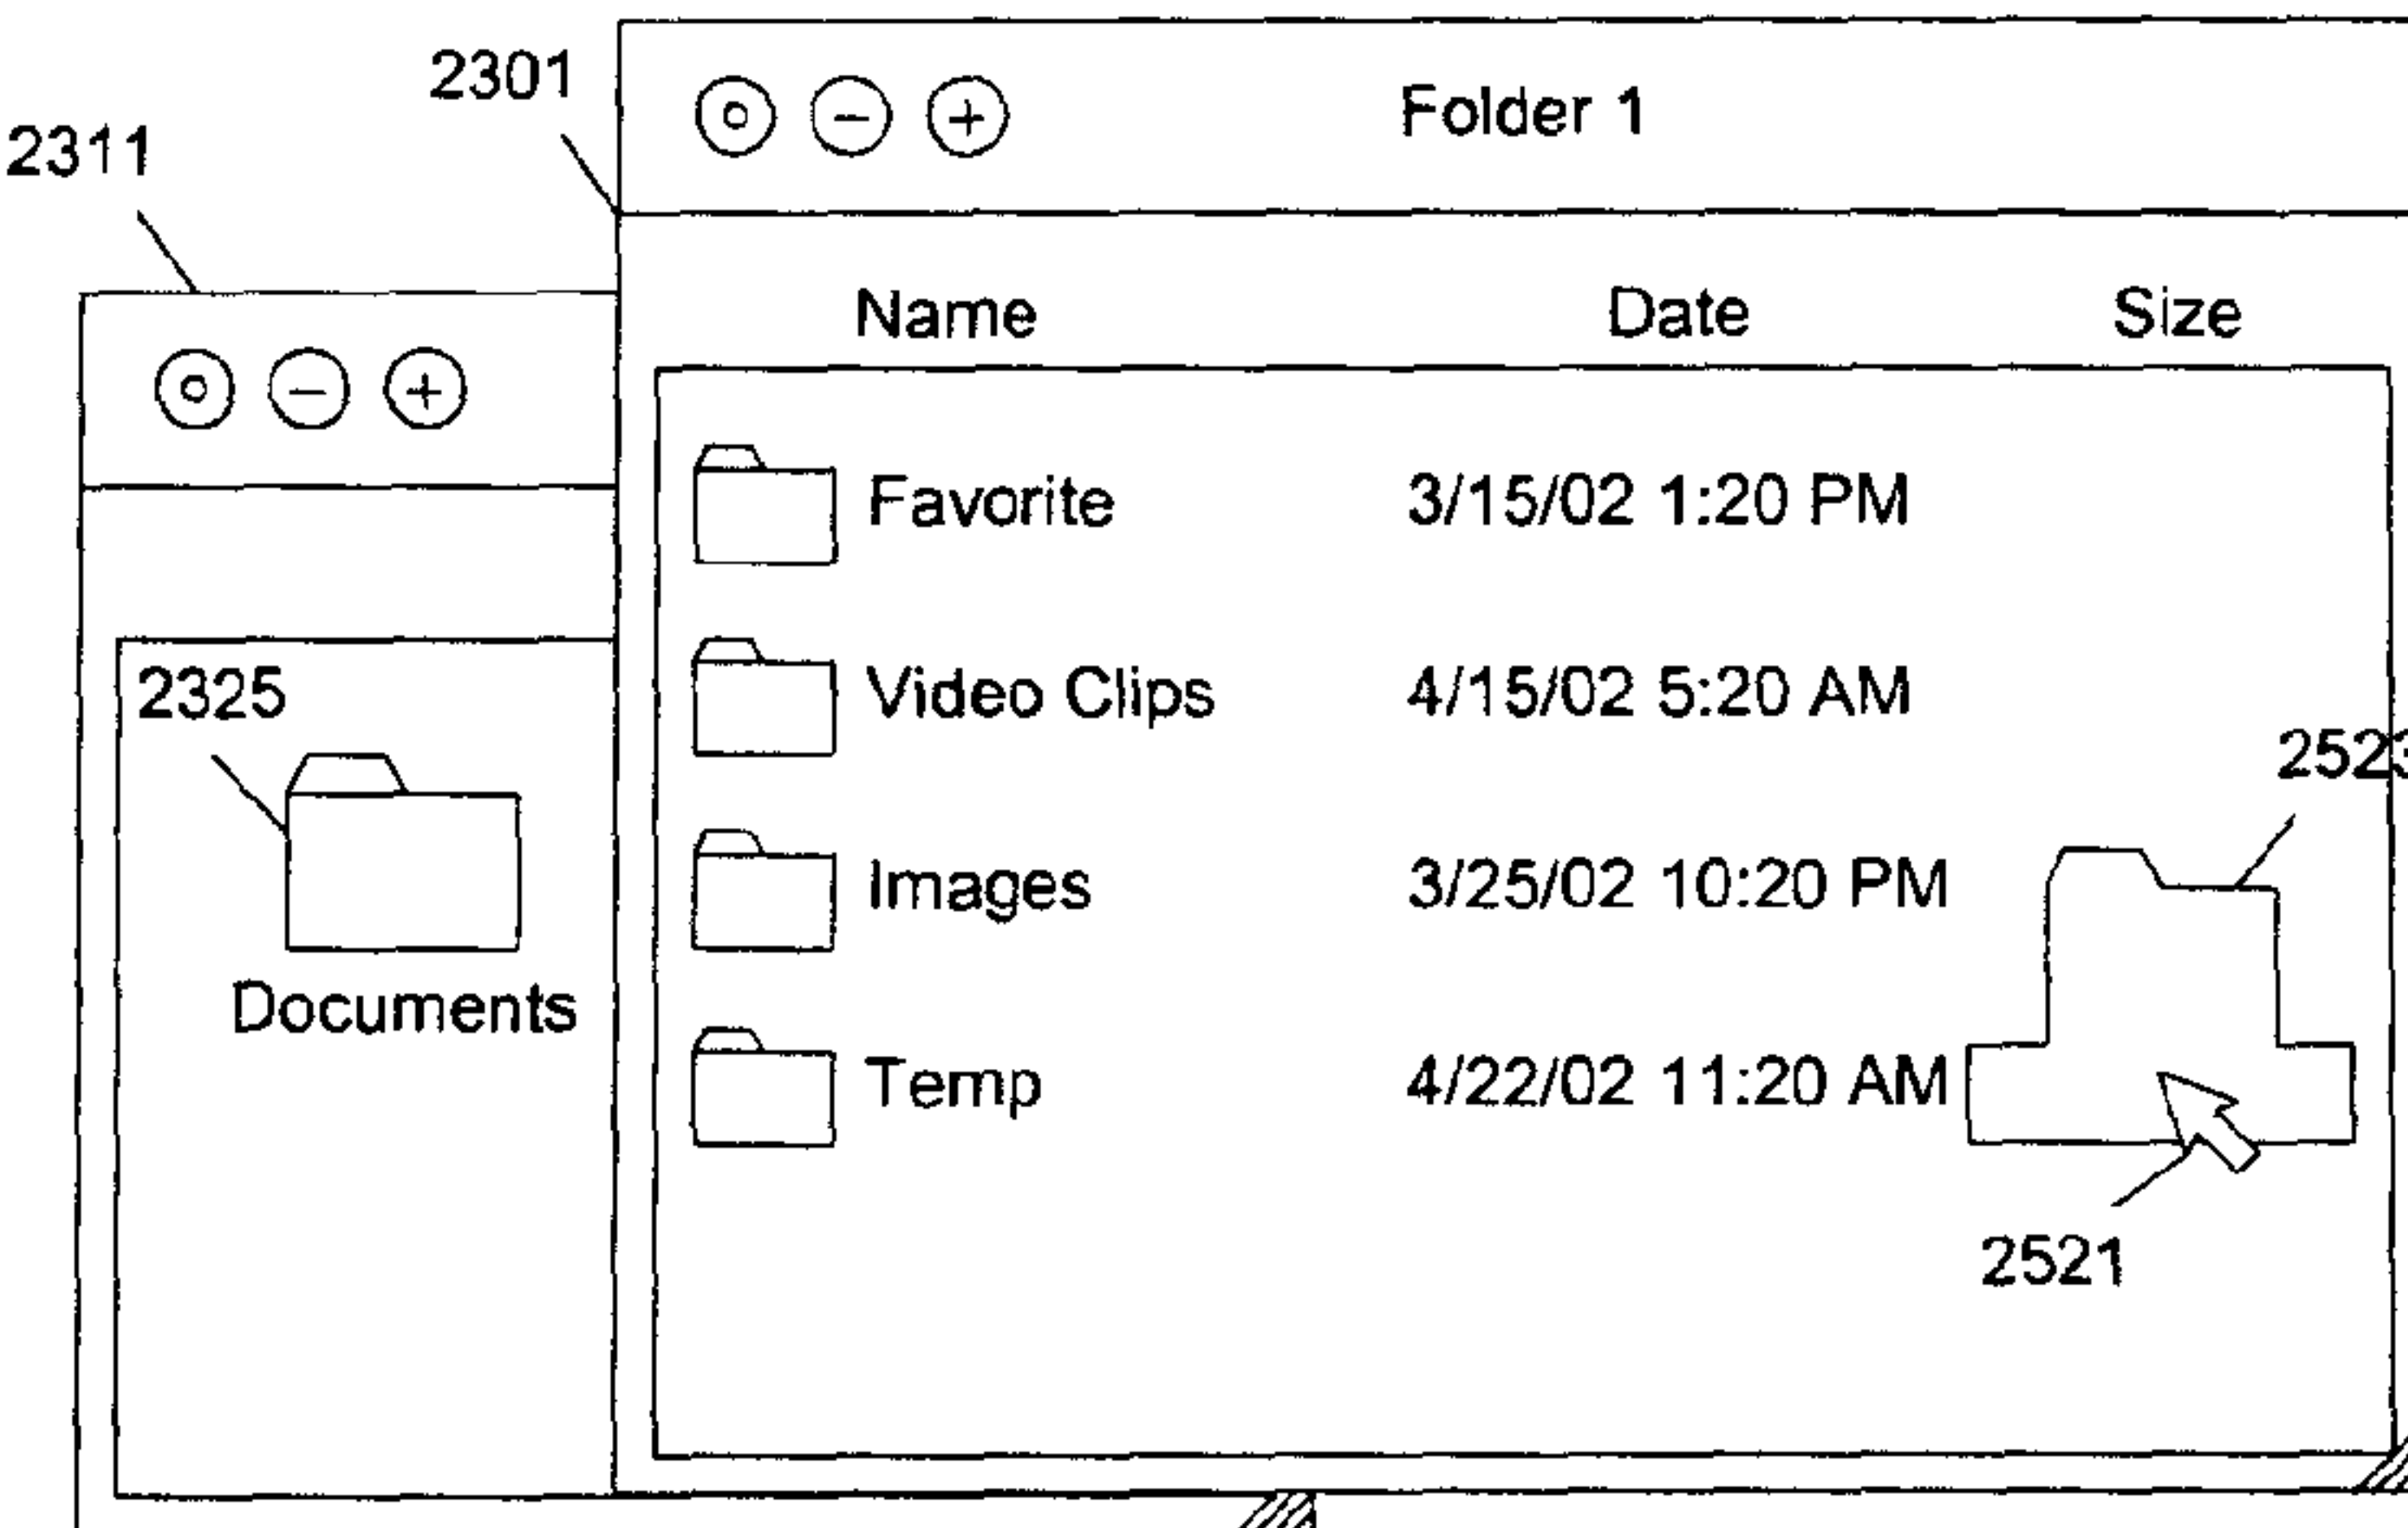 2301
Folder 1
2311
Name Date Size
Favorite 3/15/02 1:20 PM
2325
Video Clips 4/15/02 5:20 AM
2523
Images 3/25/02 10:20 PM
Documents
Temp 4/22/02 11:20 AM
2521